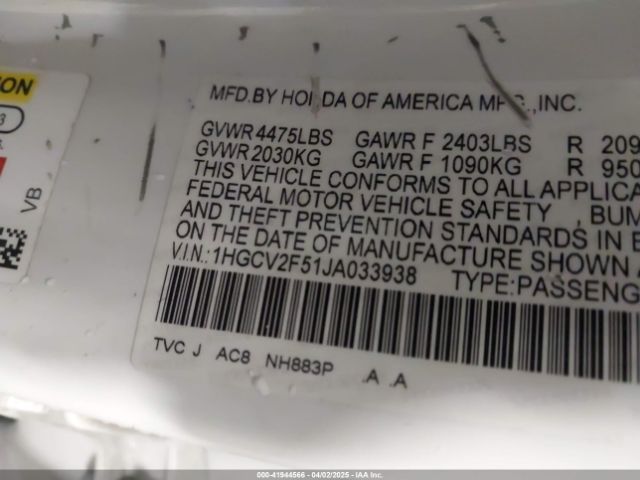 ION
3
VB
MFD.BY HONDA OF AMERICA MFG.,INC.
GVWR 4475LBS GAWR F 2403LBS R 209
GVWR 2030KG GAWR F 1090KG R 950
THIS VEHICLE CONFORMS TO ALL APPLICA
FEDERAL MOTOR VEHICLE SAFETY , BUM
AND THEFT PREVENTION STANDARDS IN E
ON THE DATE OF MANUFACTURE SHOWN
V.I.N.: 1HGCV2F51JA033938 TYPE:PASSENG
TVC J AC8 NH883P .A .A
000-41944566 - 04/02/2025 - IAA Inc.